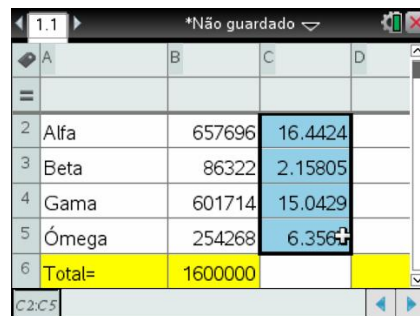 1.1 *Não guardado
A B C D
=
2 Alfa 657696 16.4424
3 Beta 86322 2.15805
4 Gama 601714 15.0429
5 Ómega 254268
6 Total= 1600000
C2:C5